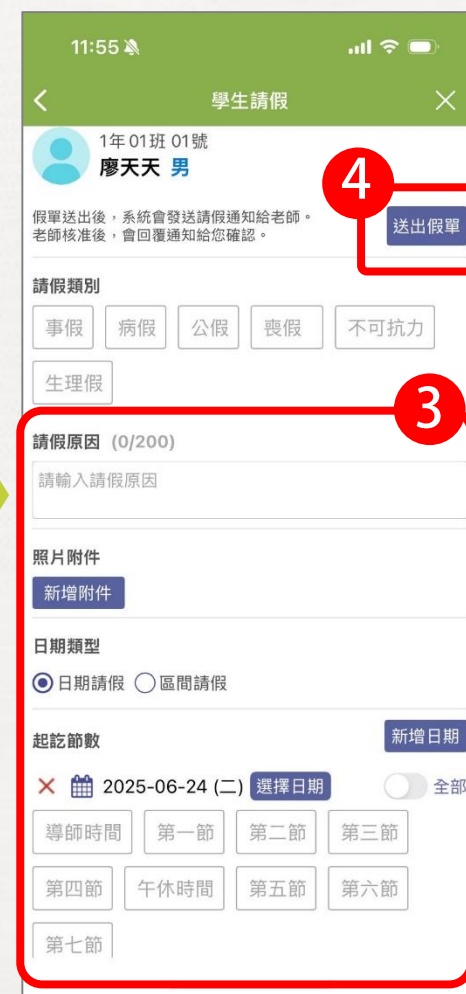 11:55
學生請假
1年01班 01號
廖天天 男
4
假單送出後，系統會發送請假通知給老師。
老師核准後，會回覆通知給您確認。
送出假單
請假類別
事假 病假 公假 喪假 不可抗力
生理假
3
請假原因 (0/200)
請輸入請假原因
照片附件
新增附件
日期類型
日期請假 區間請假
起訖節數 新增日期
2025-06-24 (二) 選擇日期 全部
導師時間 第一節 第二節 第三節
第四節 午休時間 第五節 第六節
第七節